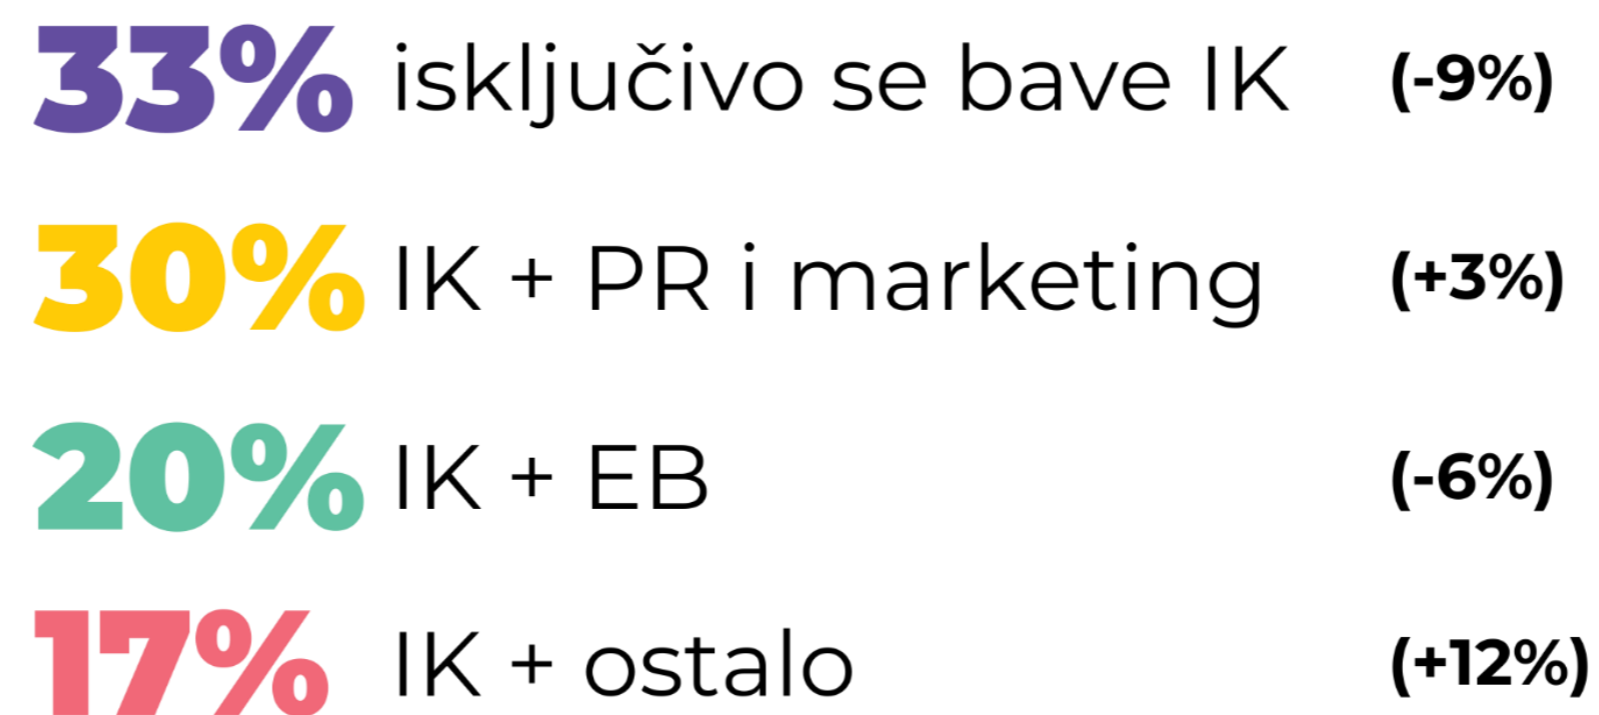 33% isključivo se bave IK (-9%)
30% IK + PR i marketing (+3%)
20% IK + EB (-6%)
17% IK + ostalo (+12%)